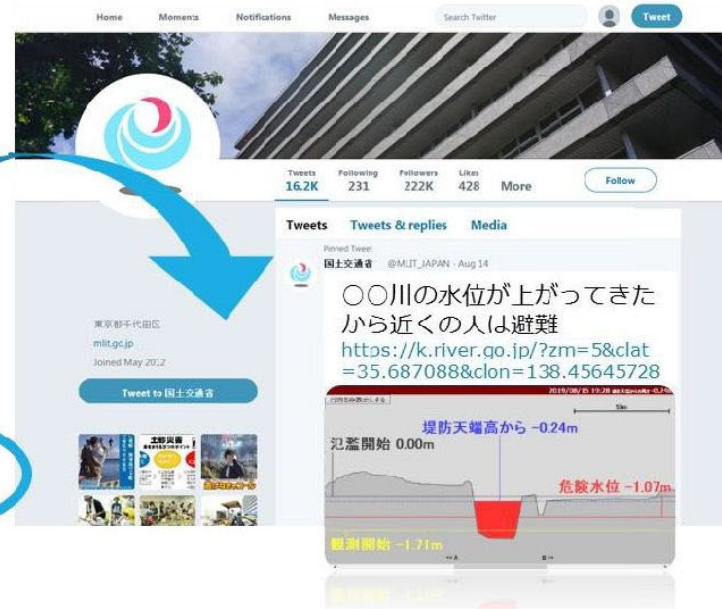 Home Moments Notifications Messages Search Twitter Tweet
Tweets Following Followers Likes
16.2K 231 222K 428 More Follow
Tweets Tweets & replies Media
Pinned Tweet
国土交通省 @MLIT_JAPAN - Aug 14
○○川の水位が上がってきた
から近くの人は避難
https://k.river.go.jp/?zm=5&clat
=35.687088&clon=138.45645728
東京都千代田区
mlit.go.jp
Joined May 2012
Tweet to 国土交通省
土砂災害
2019/08/15 19:28
50m
堤防天端高から -0.24m
氾濫開始 0.00m
危険水位 -1.07m
観測開始 -1.71m